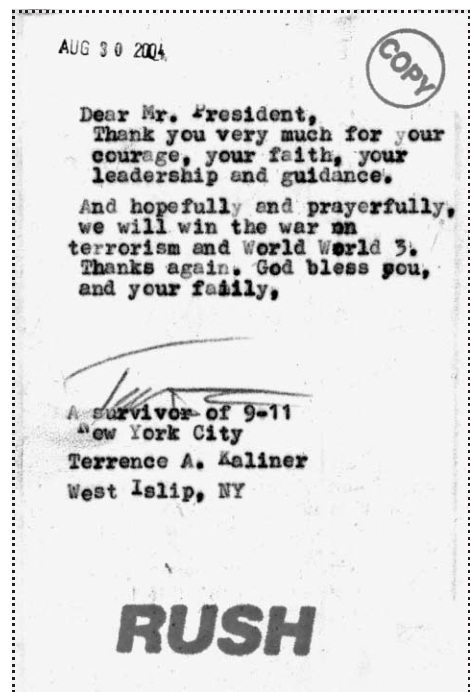 AUG 30 2004
COPY
Dear Mr. President,
Thank you very much for your
courage, your faith, your
leadership and guidance.
And hopefully and prayerfully,
we will win the war on
terrorism and World World 3.
Thanks again. God bless you,
and your faiily,
A survivor of 9-11
New York City
Terrence A. Kaliner
West Islip, NY
RUSH